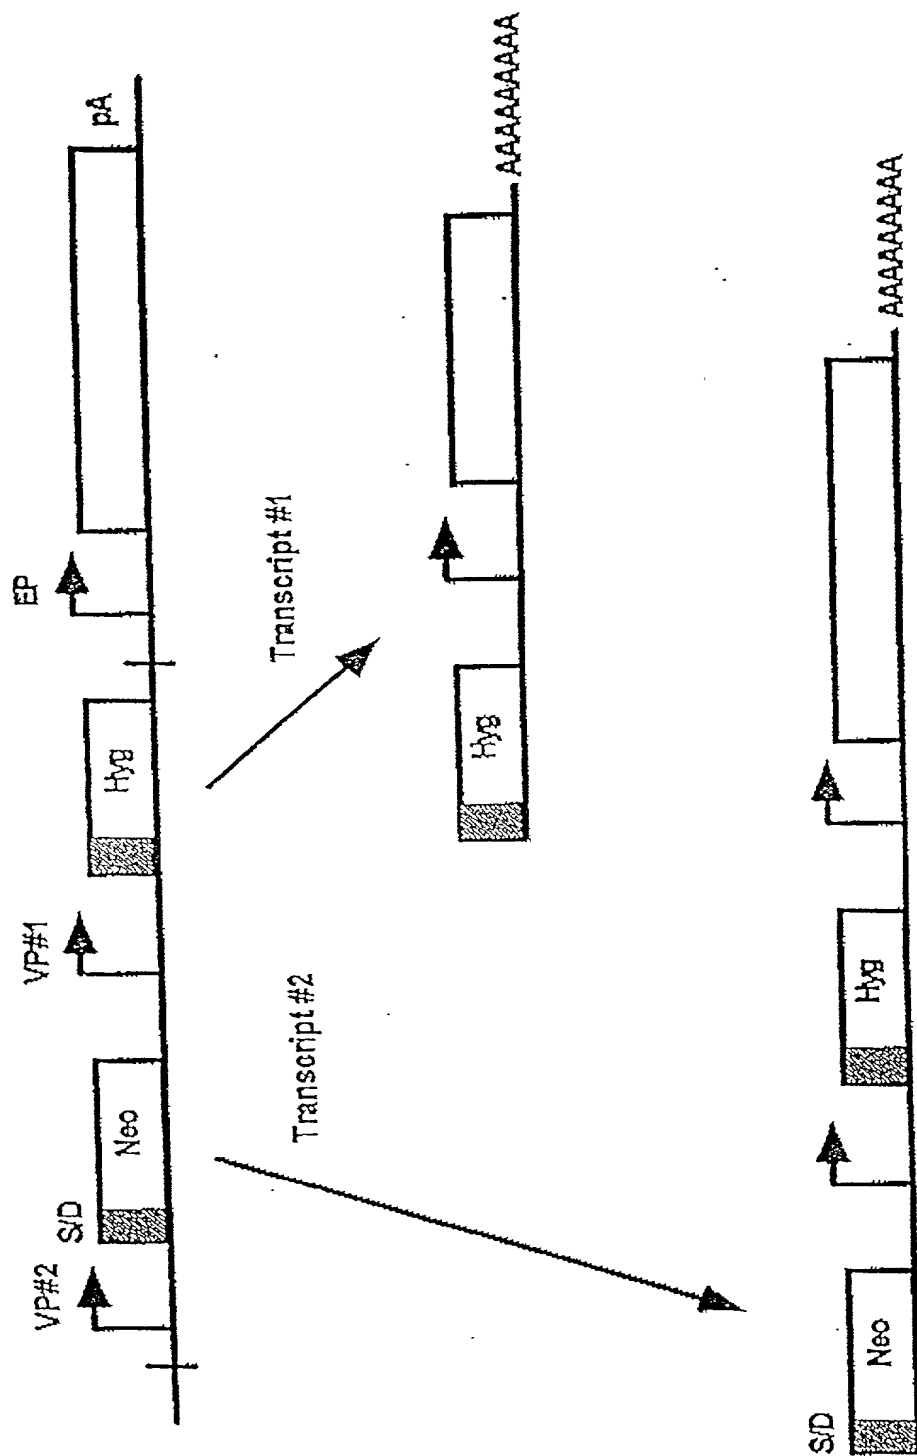 VP#2
S/D
Neo
VP#1
Hyg
EP
pA
Transcript #1
Hyg
AAAAAAAAA
Transcript #2
S/D
Neo
Hyg
AAAAAAAAA